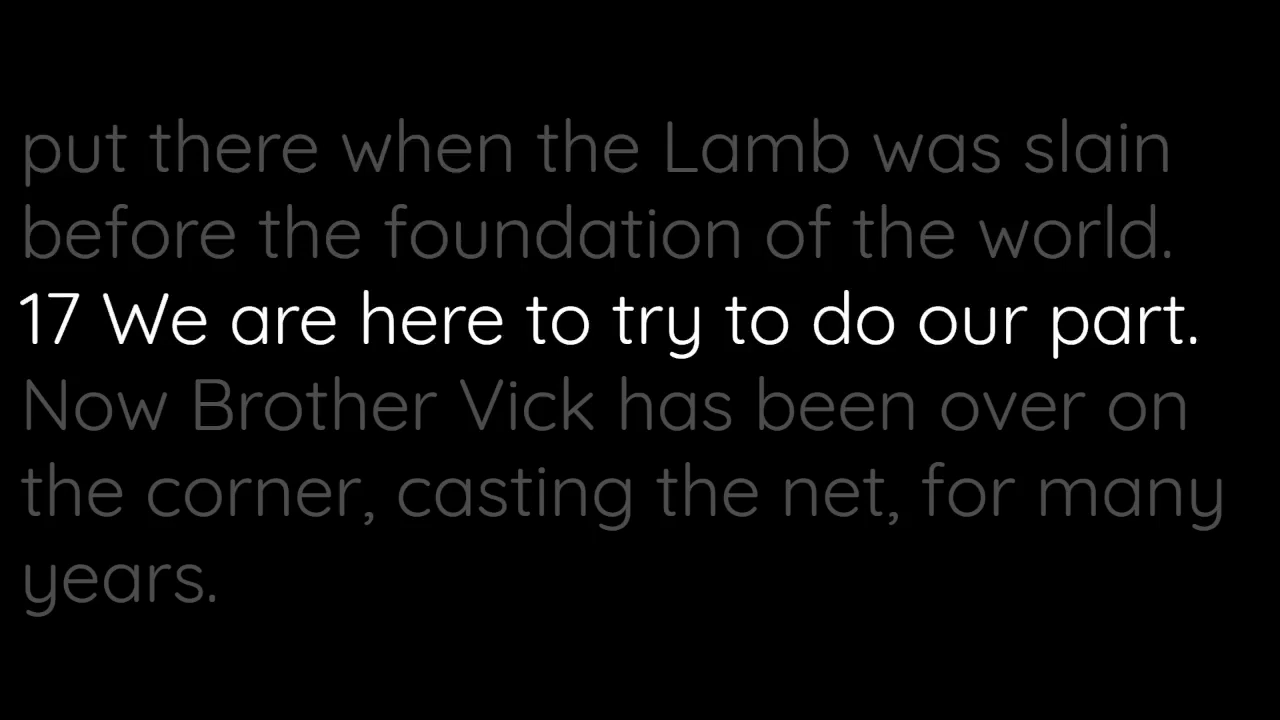 put there when the Lamb was slain
before the foundation of the world.
17 We are here to try to do our part.
Now Brother Vick has been over on
the corner, casting the net, for many
years.